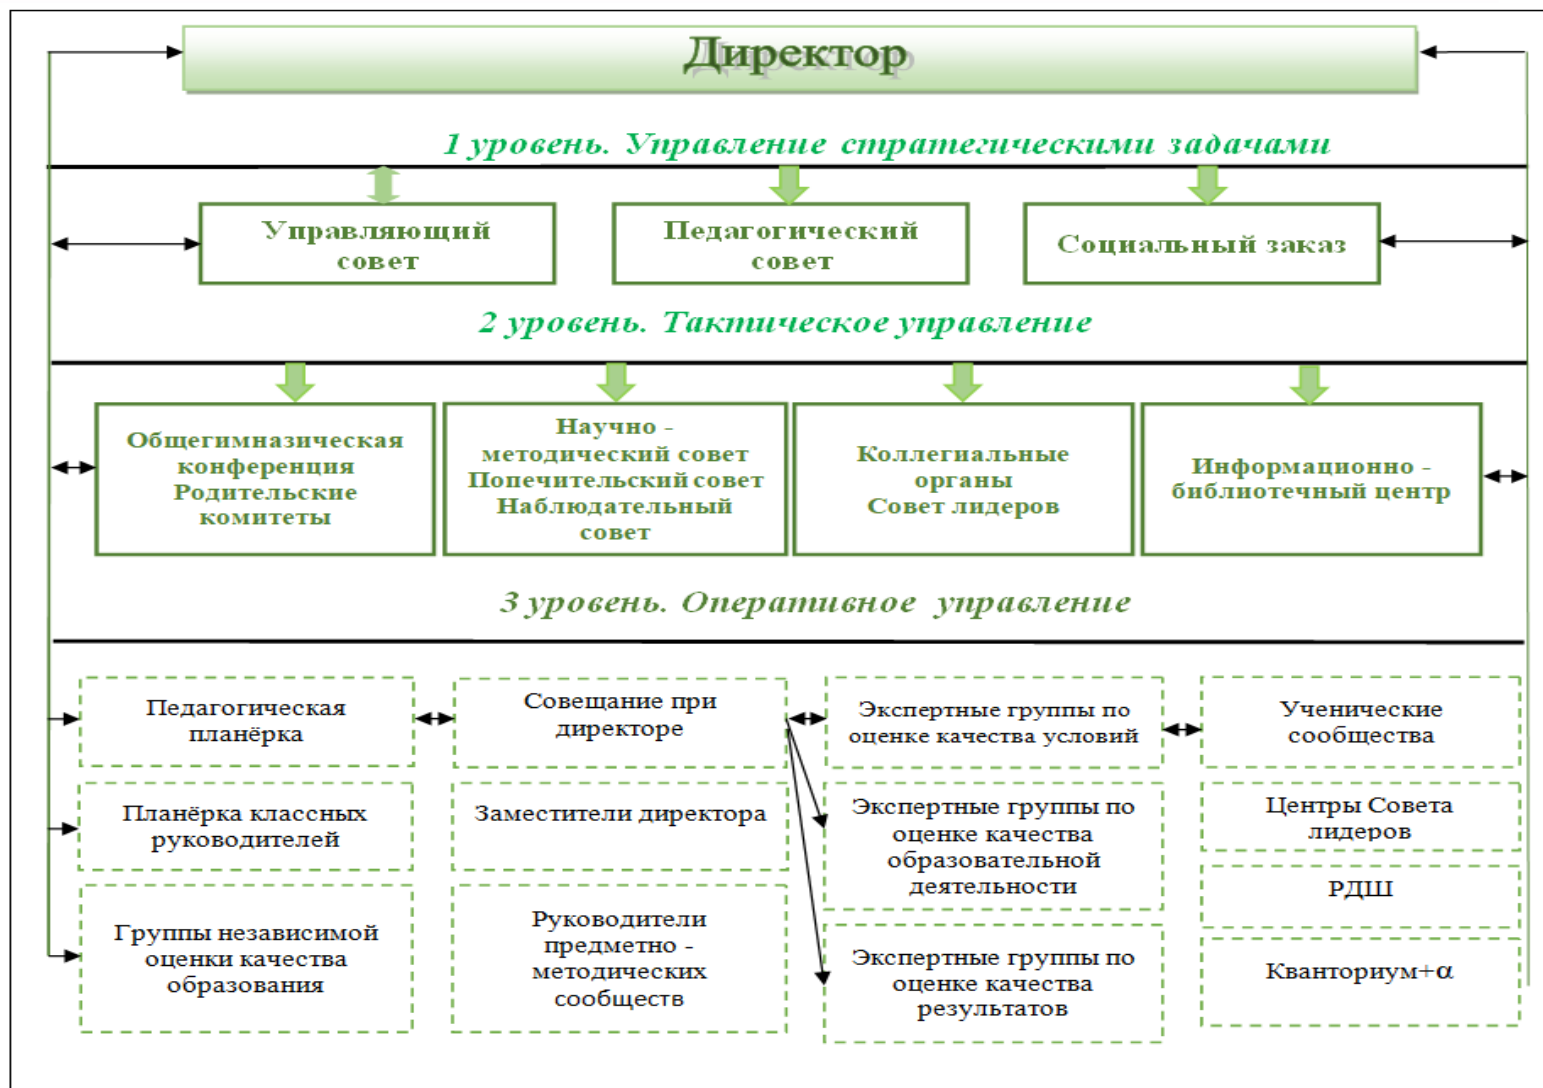 Директор
1 уровень. Управление стратегическими задачами
Управляющий
совет
Педагогический
совет
Социальный заказ
2 уровень. Тактическое управление
Общегимназическая
конференция
Родительские
комитеты
Научно -
методический совет
Попечительский совет
Наблюдательный
совет
Коллегиальные
органы
Совет лидеров
Информационно -
библиотечный центр
3 уровень. Оперативное управление
Педагогическая
планёрка
Совещание при
директоре
Экспертные группы по
оценке качества условий
Ученические
сообщества
Планёрка классных
руководителей
Заместители директора
Экспертные группы по
оценке качества
образовательной
деятельности
Центры Совета
лидеров
РДШ
Группы независимой
оценки качества
образования
Руководители
предметно -
методических
сообществ
Экспертные группы по
оценке качества
результатов
Кванториум+α